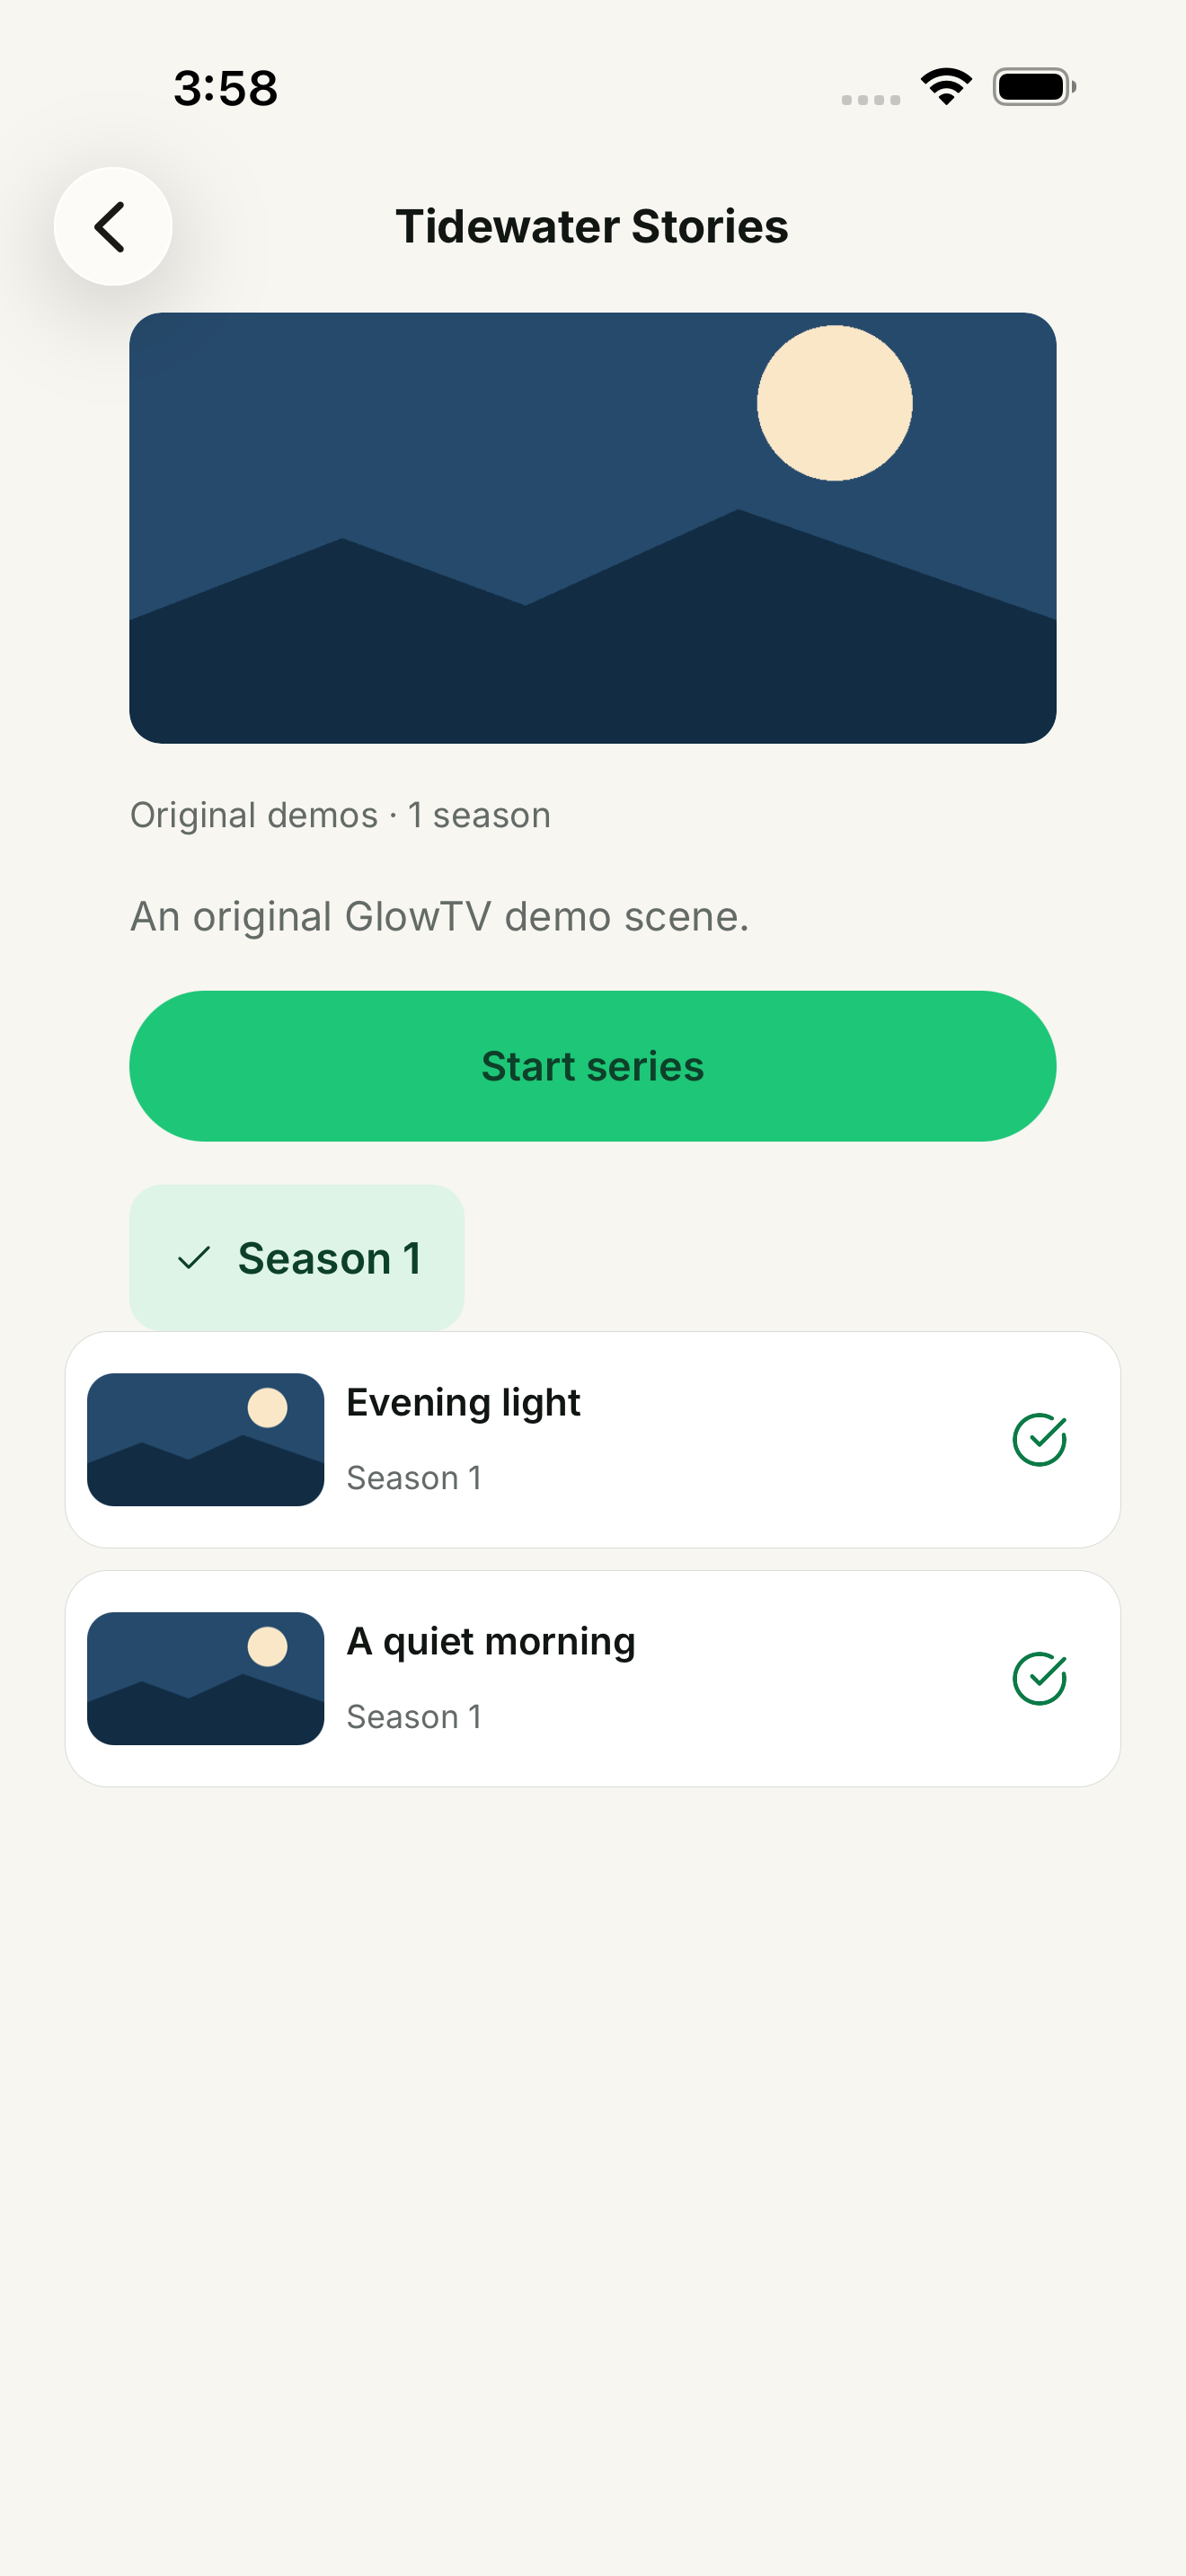 3:58
Tidewater Stories
Original demos · 1 season
An original GlowTV demo scene.
Start series
Season 1
Evening light
Season 1
A quiet morning
Season 1